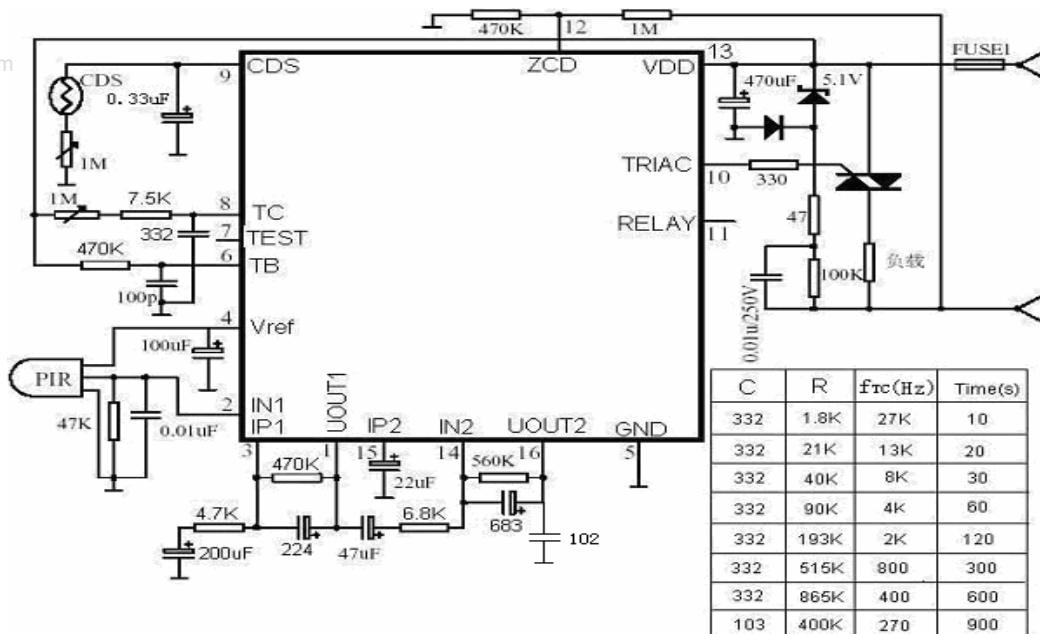 470K
12
1M
13
FUSE1
m
9
CDS
ZCD
VDD
CDS
0.33uF
470uF
5.1V
1M
TRIAC
10
330
1M
7.5K
8
TC
RELAY
11
47
332
7
TEST
470K
6
TB
100K
负载
100p
0.01u/250V
4
Vref
100uF
PIR
2
IN1
47K
0.01uF
IP1
UOUT1
IP2
IN2
UOUT2
GND
3
1
15
14
16
5
470K
560K
22uF
4.7K
6.8K
683
102
200uF
224
47uF
C R fTC(Hz) Time(s)
332 1.8K 27K 10
332 21K 13K 20
332 40K 8K 30
332 90K 4K 60
332 193K 2K 120
332 515K 800 300
332 865K 400 600
103 400K 270 900